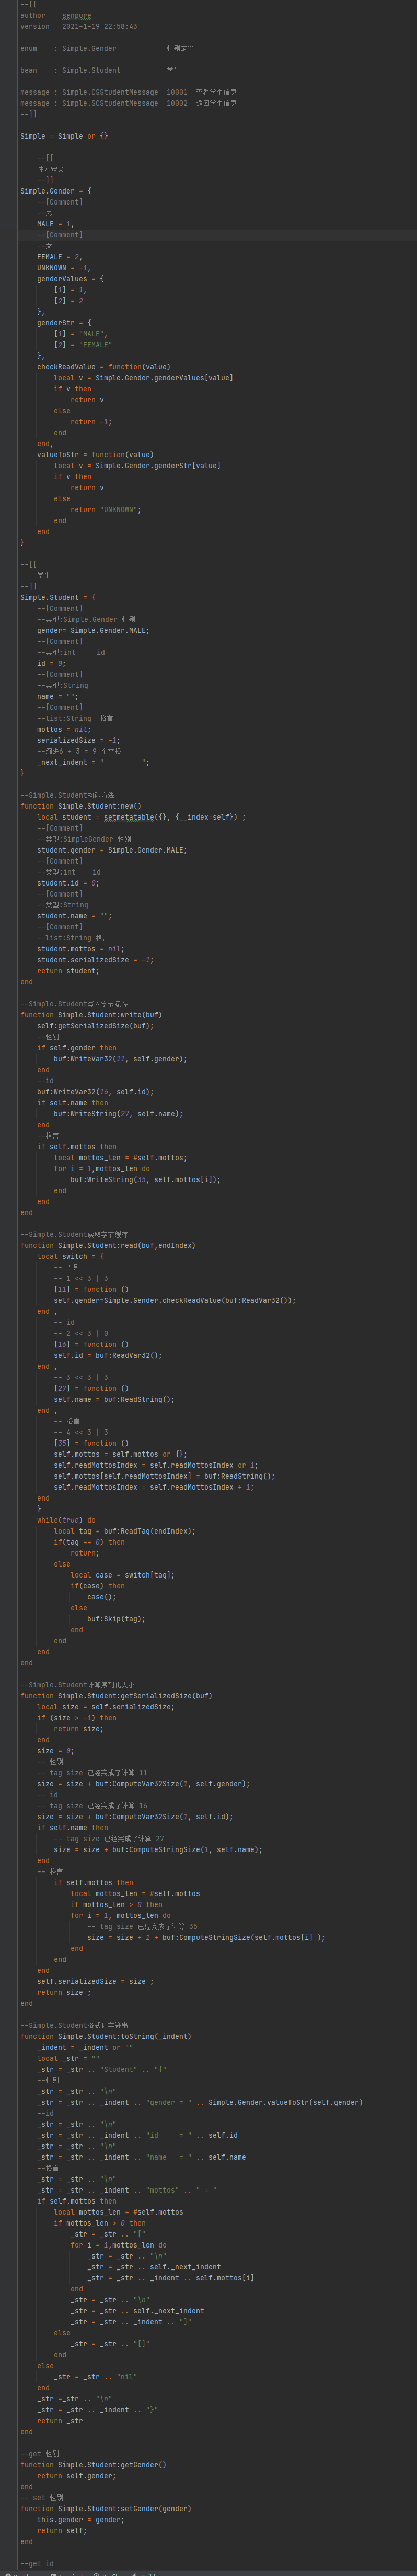 --[[
author    senpure
version   2021-1-19 22:58:43

enum    : Simple.Gender            性别定义

bean    : Simple.Student           学生

message : Simple.CSStudentMessage  10001  查看学生信息
message : Simple.SCStudentMessage  10002  返回学生信息
--]]

Simple = Simple or {}

    --[[
    性别定义
    --]]
Simple.Gender = {
    --[Comment]
    --男
    MALE = 1,
    --[Comment]
    --女
    FEMALE = 2,
    UNKNOWN = -1,
    genderValues = {
        [1] = 1,
        [2] = 2
    },
    genderStr = {
        [1] = "MALE",
        [2] = "FEMALE"
    },
    checkReadValue = function(value)
        local v = Simple.Gender.genderValues[value]
        if v then
            return v
        else
            return -1;
        end
    end,
    valueToStr = function(value)
        local v = Simple.Gender.genderStr[value]
        if v then
            return v
        else
            return "UNKNOWN";
        end
    end
}

--[[
    学生
--]]
Simple.Student = {
    --[Comment]
    --类型:Simple.Gender 性别
    gender= Simple.Gender.MALE;
    --[Comment]
    --类型:int     id
    id = 0;
    --[Comment]
    --类型:String
    name = "";
    --[Comment]
    --list:String  格言
    mottos = nil;
    serializedSize = -1;
    --缩进6 + 3 = 9 个空格
    _next_indent = "         ";
}

--Simple.Student构造方法
function Simple.Student:new()
    local student = setmetatable({}, {__index=self}) ;
    --[Comment]
    --类型:SimpleGender 性别
    student.gender = Simple.Gender.MALE;
    --[Comment]
    --类型:int    id
    student.id = 0;
    --[Comment]
    --类型:String
    student.name = "";
    --[Comment]
    --list:String 格言
    student.mottos = nil;
    student.serializedSize = -1;
    return student;
end

--Simple.Student写入字节缓存
function Simple.Student:write(buf)
    self:getSerializedSize(buf);
    --性别
    if self.gender then
        buf:WriteVar32(11, self.gender);
    end
    --id
    buf:WriteVar32(16, self.id);
    if self.name then
        buf:WriteString(27, self.name);
    end
    --格言
    if self.mottos then
        local mottos_len = #self.mottos;
        for i = 1,mottos_len do
            buf:WriteString(35, self.mottos[i]);
        end
    end
end

--Simple.Student读取字节缓存
function Simple.Student:read(buf,endIndex)
    local switch = {
        -- 性别
        -- 1 << 3 | 3
        [11] = function ()
        self.gender=Simple.Gender.checkReadValue(buf:ReadVar32());
    end ,
        -- id
        -- 2 << 3 | 0
        [16] = function ()
        self.id = buf:ReadVar32();
    end ,
        -- 3 << 3 | 3
        [27] = function ()
        self.name = buf:ReadString();
    end ,
        -- 格言
        -- 4 << 3 | 3
        [35] = function ()
        self.mottos = self.mottos or {};
        self.readMottosIndex = self.readMottosIndex or 1;
        self.mottos[self.readMottosIndex] = buf:ReadString();
        self.readMottosIndex = self.readMottosIndex + 1;
    end
    }
    while(true) do
        local tag = buf:ReadTag(endIndex);
        if(tag == 0) then
            return;
        else
            local case = switch[tag];
            if(case) then
                case();
            else
                buf:Skip(tag);
            end
        end
    end
end

--Simple.Student计算序列化大小
function Simple.Student:getSerializedSize(buf)
    local size = self.serializedSize;
    if (size > -1) then
        return size;
    end
    size = 0;
    -- 性别
    -- tag size 已经完成了计算 11
    size = size + buf:ComputeVar32Size(1, self.gender);
    -- id
    -- tag size 已经完成了计算 16
    size = size + buf:ComputeVar32Size(1, self.id);
    if self.name then
        -- tag size 已经完成了计算 27
        size = size + buf:ComputeStringSize(1, self.name);
    end
    -- 格言
        if self.mottos then
            local mottos_len = #self.mottos
            if mottos_len > 0 then
            for i = 1, mottos_len do
                -- tag size 已经完成了计算 35
                size = size + 1 + buf:ComputeStringSize(self.mottos[i] );
            end
        end
    end
    self.serializedSize = size ;
    return size ;
end

--Simple.Student格式化字符串
function Simple.Student:toString(_indent)
    _indent = _indent or ""
    local _str = ""
    _str = _str .. "Student" .. "{"
    --性别
    _str = _str .. "\n"
    _str = _str .. _indent .. "gender = " .. Simple.Gender.valueToStr(self.gender)
    --id
    _str = _str .. "\n"
    _str = _str .. _indent .. "id     = " .. self.id
    _str = _str .. "\n"
    _str = _str .. _indent .. "name   = " .. self.name
    --格言
    _str = _str .. "\n"
    _str = _str .. _indent .. "mottos" .. " = "
    if self.mottos then
        local mottos_len = #self.mottos
        if mottos_len > 0 then
            _str = _str .. "["
            for i = 1,mottos_len do
                _str = _str .. "\n"
                _str = _str .. self._next_indent
                _str = _str .. _indent .. self.mottos[i]
            end
            _str = _str .. "\n"
            _str = _str .. self._next_indent
            _str = _str .. _indent .. "]"
        else
            _str = _str .. "[]"
        end
    else
        _str = _str .. "nil"
    end
    _str =_str .. "\n"
    _str = _str .. _indent .. "}"
    return _str
end

--get 性别
function Simple.Student:getGender()
    return self.gender;
end
-- set 性别
function Simple.Student:setGender(gender)
    this.gender = gender;
    return self;
end

--get id